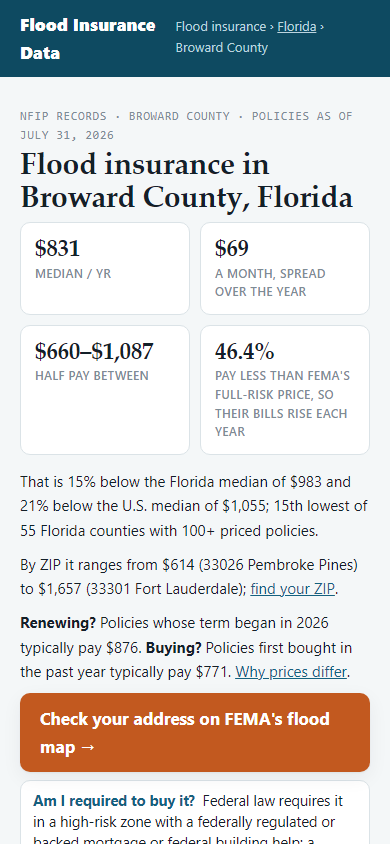 Flood Insurance Data
Flood insurance › Florida › Broward County
NFIP RECORDS · BROWARD COUNTY · POLICIES AS OF
JULY 31, 2026
Flood insurance in
Broward County, Florida
$831
MEDIAN / YR
$69
A MONTH, SPREAD
OVER THE YEAR
$660–$1,087
HALF PAY BETWEEN
46.4%
PAY LESS THAN FEMA'S
FULL-RISK PRICE, SO
THEIR BILLS RISE EACH
YEAR
That is 15% below the Florida median of $983 and
21% below the U.S. median of $1,055; 15th lowest of
55 Florida counties with 100+ priced policies.
By ZIP it ranges from $614 (33026 Pembroke Pines)
to $1,657 (33301 Fort Lauderdale); find your ZIP.
Renewing? Policies whose term began in 2026
typically pay $876. Buying? Policies first bought in
the past year typically pay $771. Why prices differ.
Check your address on FEMA's flood
map →
Am I required to buy it? Federal law requires it
in a high-risk zone with a federally regulated or
backed mortgage or federal building help; a